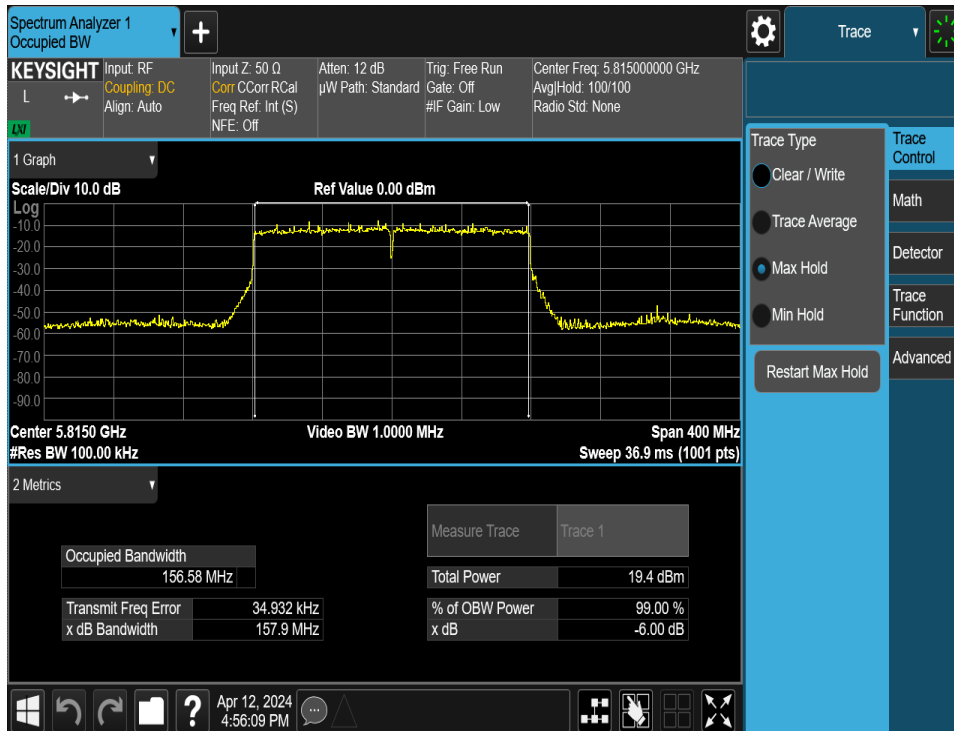 Spectrum Analyzer 1
Occupied BW
+
Trace
KEYSIGHT
L
LXI
Input: RF
Coupling: DC
Align: Auto
Input Z: 50 Ω
Corr CCorr RCal
Freq Ref: Int (S)
NFE: Off
Atten: 12 dB
µW Path: Standard
Trig: Free Run
Gate: Off
#IF Gain: Low
Center Freq: 5.815000000 GHz
Avg|Hold: 100/100
Radio Std: None
1 Graph
Scale/Div 10.0 dB
Ref Value 0.00 dBm
Log
-10.0
-20.0
-30.0
-40.0
-50.0
-60.0
-70.0
-80.0
-90.0
Center 5.8150 GHz
Video BW 1.0000 MHz
Span 400 MHz
#Res BW 100.00 kHz
Sweep 36.9 ms (1001 pts)
2 Metrics
Measure Trace
Trace 1
Occupied Bandwidth
156.58 MHz
Total Power
19.4 dBm
Transmit Freq Error
34.932 kHz
% of OBW Power
99.00 %
x dB Bandwidth
157.9 MHz
x dB
-6.00 dB
?
Apr 12, 2024
4:56:09 PM
Trace Type
Clear / Write
Trace Average
Max Hold
Min Hold
Restart Max Hold
Trace
Control
Math
Detector
Trace
Function
Advanced